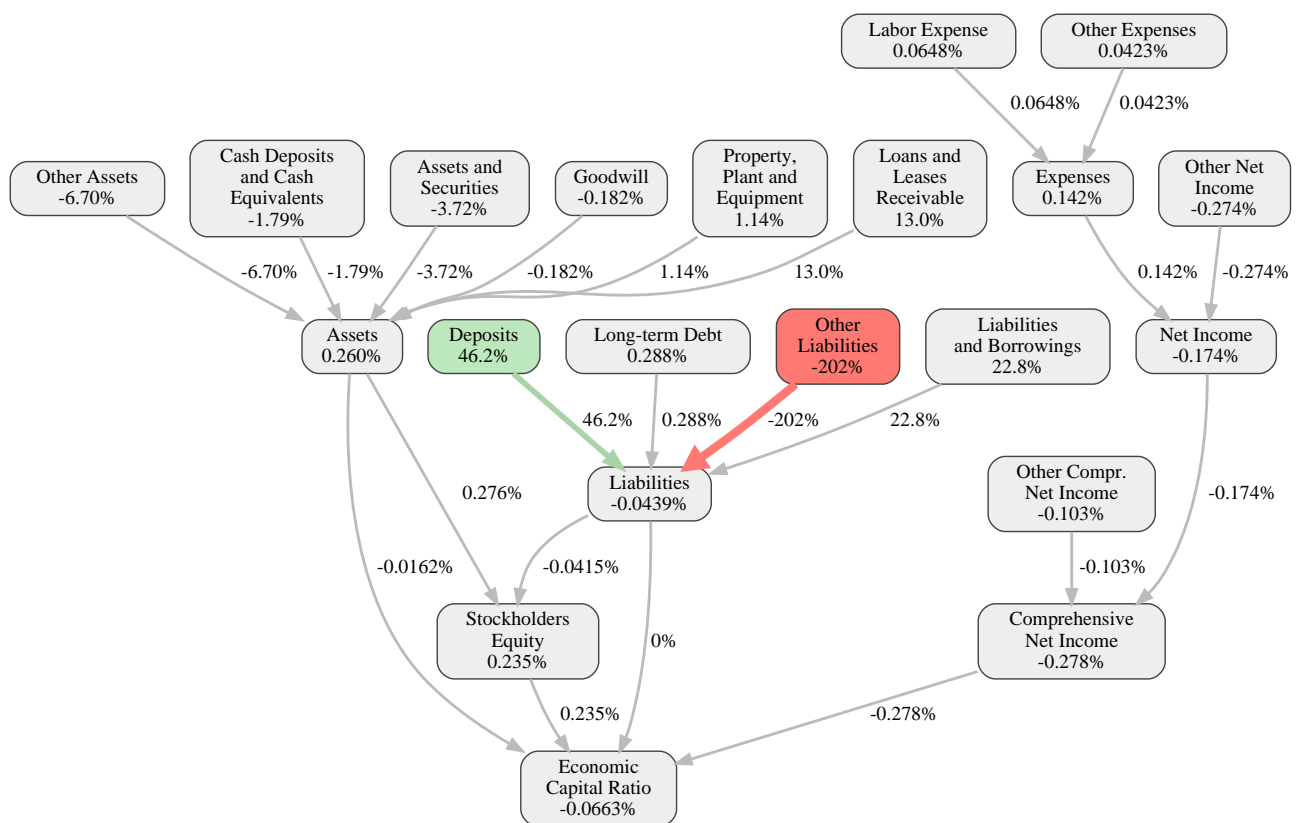 Labor Expense
0.0648%
Other Expenses
0.0423%
0.0648%
0.0423%
Other Assets
-6.70%
Cash Deposits
and Cash
Equivalents
-1.79%
Assets and
Securities
-3.72%
Goodwill
-0.182%
Property,
Plant and
Equipment
1.14%
Loans and
Leases
Receivable
13.0%
Expenses
0.142%
Other Net
Income
-0.274%
-6.70%
-1.79%
-3.72%
-0.182%
1.14%
13.0%
0.142%
-0.274%
Assets
0.260%
Deposits
46.2%
Long-term Debt
0.288%
Other
Liabilities
-202%
Liabilities
and Borrowings
22.8%
Net Income
-0.174%
46.2%
0.288%
-202%
22.8%
0.276%
Liabilities
-0.0439%
Other Compr.
Net Income
-0.103%
-0.174%
-0.0162%
-0.0415%
-0.103%
Stockholders
Equity
0.235%
0%
Comprehensive
Net Income
-0.278%
0.235%
-0.278%
Economic
Capital Ratio
-0.0663%